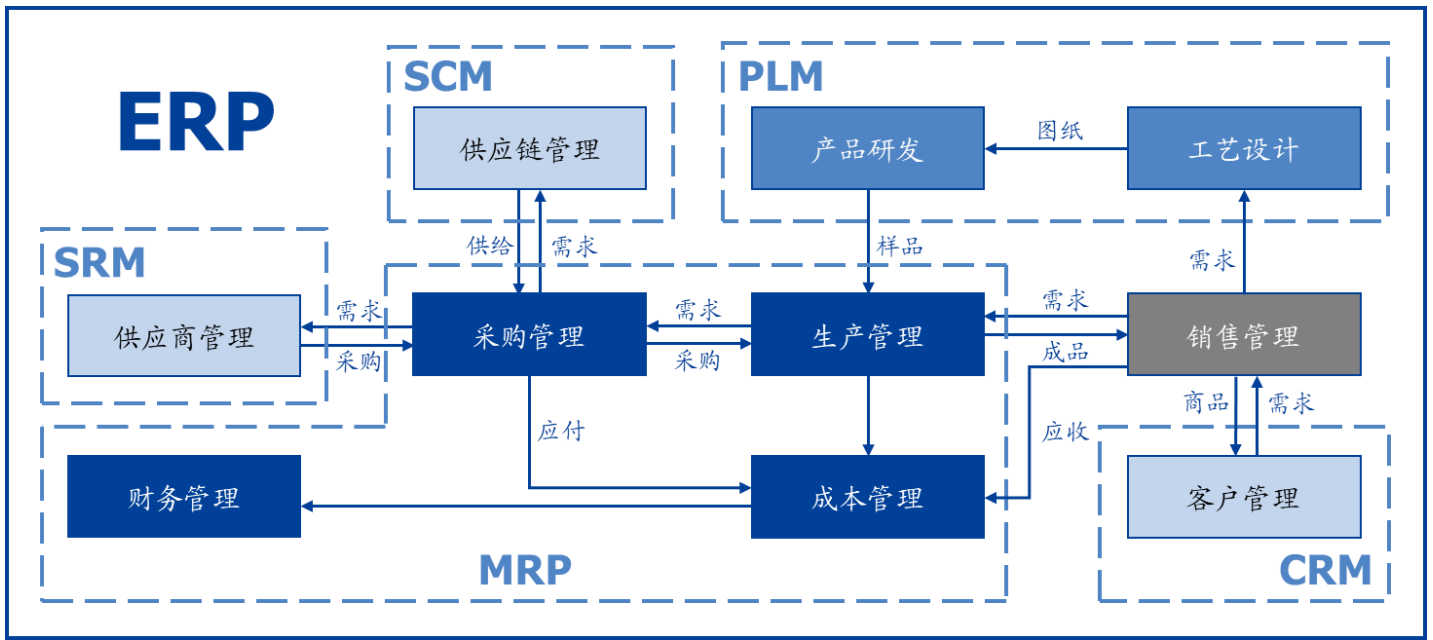 ERP
SCM
供应链管理
PLM
产品研发
图纸
工艺设计
供给
需求
样品
需求
SRM
供应商管理
需求
采购
采购管理
需求
采购
生产管理
需求
成品
销售管理
应付
应收
商品
需求
财务管理
成本管理
客户管理
MRP
CRM